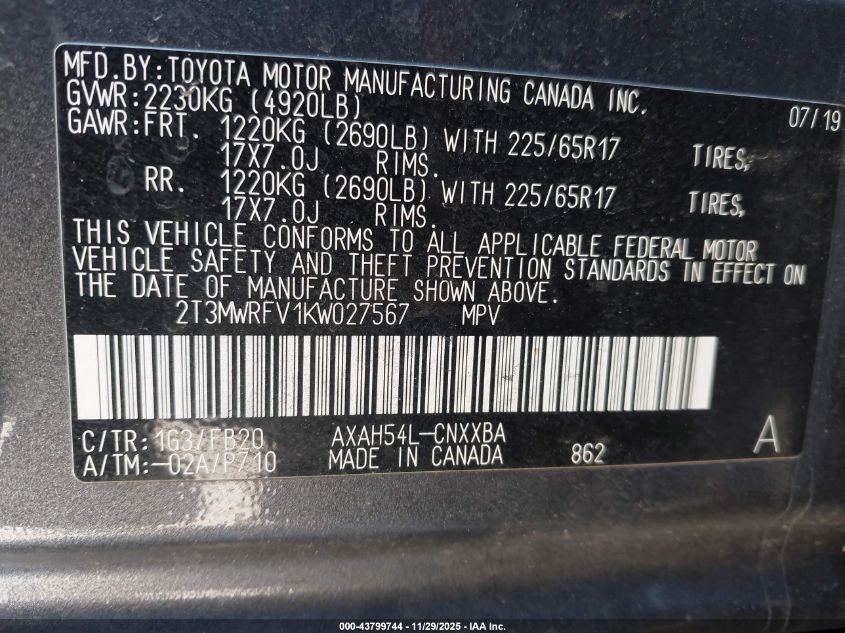 MFD.BY:TOYOTA MOTOR MANUFACTURING CANADA INC. 07/19
GVWR:2230KG (4920LB)
GAWR:FRT. 1220KG (2690LB) WITH 225/65R17 TIRES,
17X7.0J RIMS.
RR. 1220KG (2690LB) WITH 225/65R17 TIRES,
17X7.0J RIMS.
THIS VEHICLE CONFORMS TO ALL APPLICABLE FEDERAL MOTOR
VEHICLE SAFETY AND THEFT PREVENTION STANDARDS IN EFFECT ON
THE DATE OF MANUFACTURE SHOWN ABOVE.
2T3MWRFV1KW027567 MPV
C/TR:1G3/FB20 AXAH54L-CNXXBA A
A/TM:-02A/P710 MADE IN CANADA 862
000-43799744 | 11/29/2025 - IAA Inc.